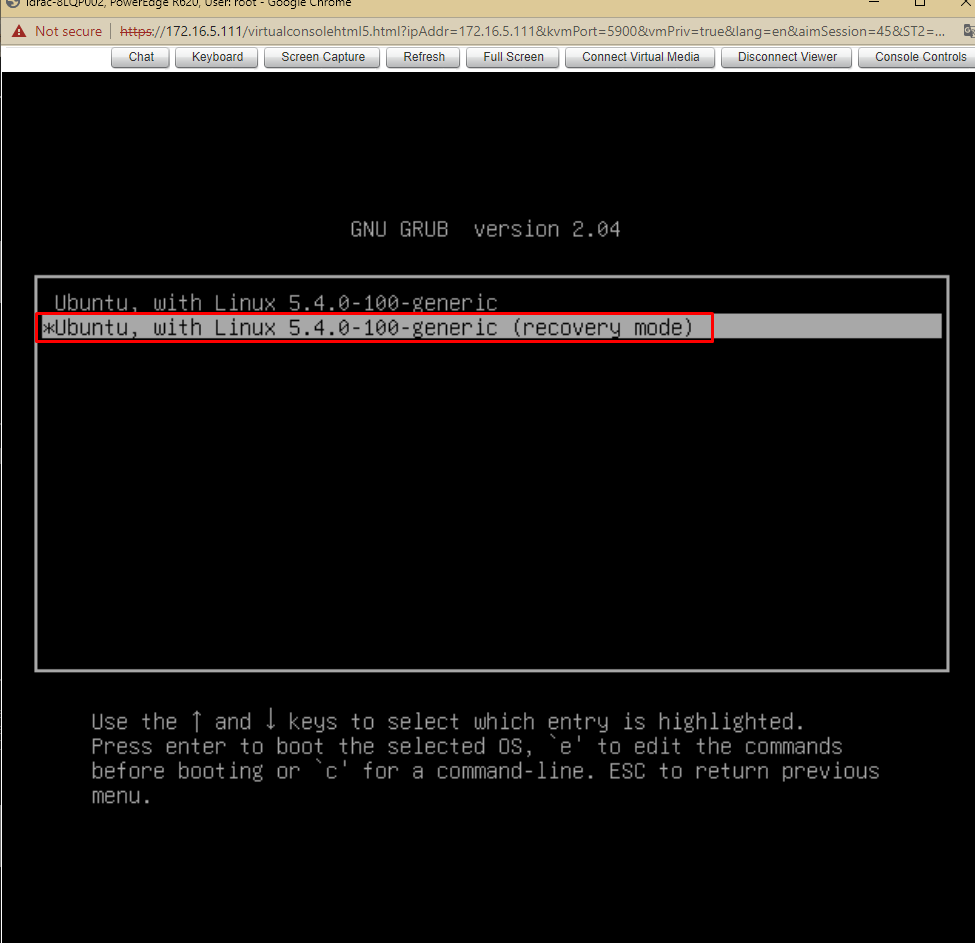 idrac-8LQP002, PowerEdge R620, User: root - Google Chrome
Not secure | https://172.16.5.111/virtualconsolehtml5.html?ipAddr=172.16.5.111&kvmPort=5900&vmPriv=true&lang=en&aimSession=45&ST2=...
Chat Keyboard Screen Capture Refresh Full Screen Connect Virtual Media Disconnect Viewer Console Controls
GNU GRUB version 2.04
Ubuntu, with Linux 5.4.0-100-generic
*Ubuntu, with Linux 5.4.0-100-generic (recovery mode)
Use the ↑ and ↓ keys to select which entry is highlighted.
Press enter to boot the selected OS, `e' to edit the commands
before booting or `c' for a command-line. ESC to return previous
menu.